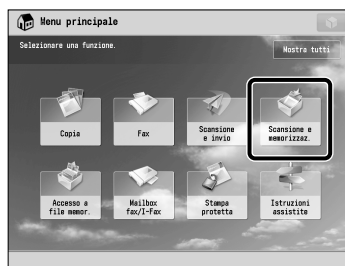 Menu principale
Selezionare una funzione.
Mostra tutti
Copia
Fax
Scansione
e invio
Scansione e
memorizzaz.
Accesso a
file memor.
Mailbox
fax/I-Fax
Stampa
protetta
Istruzioni
assistite